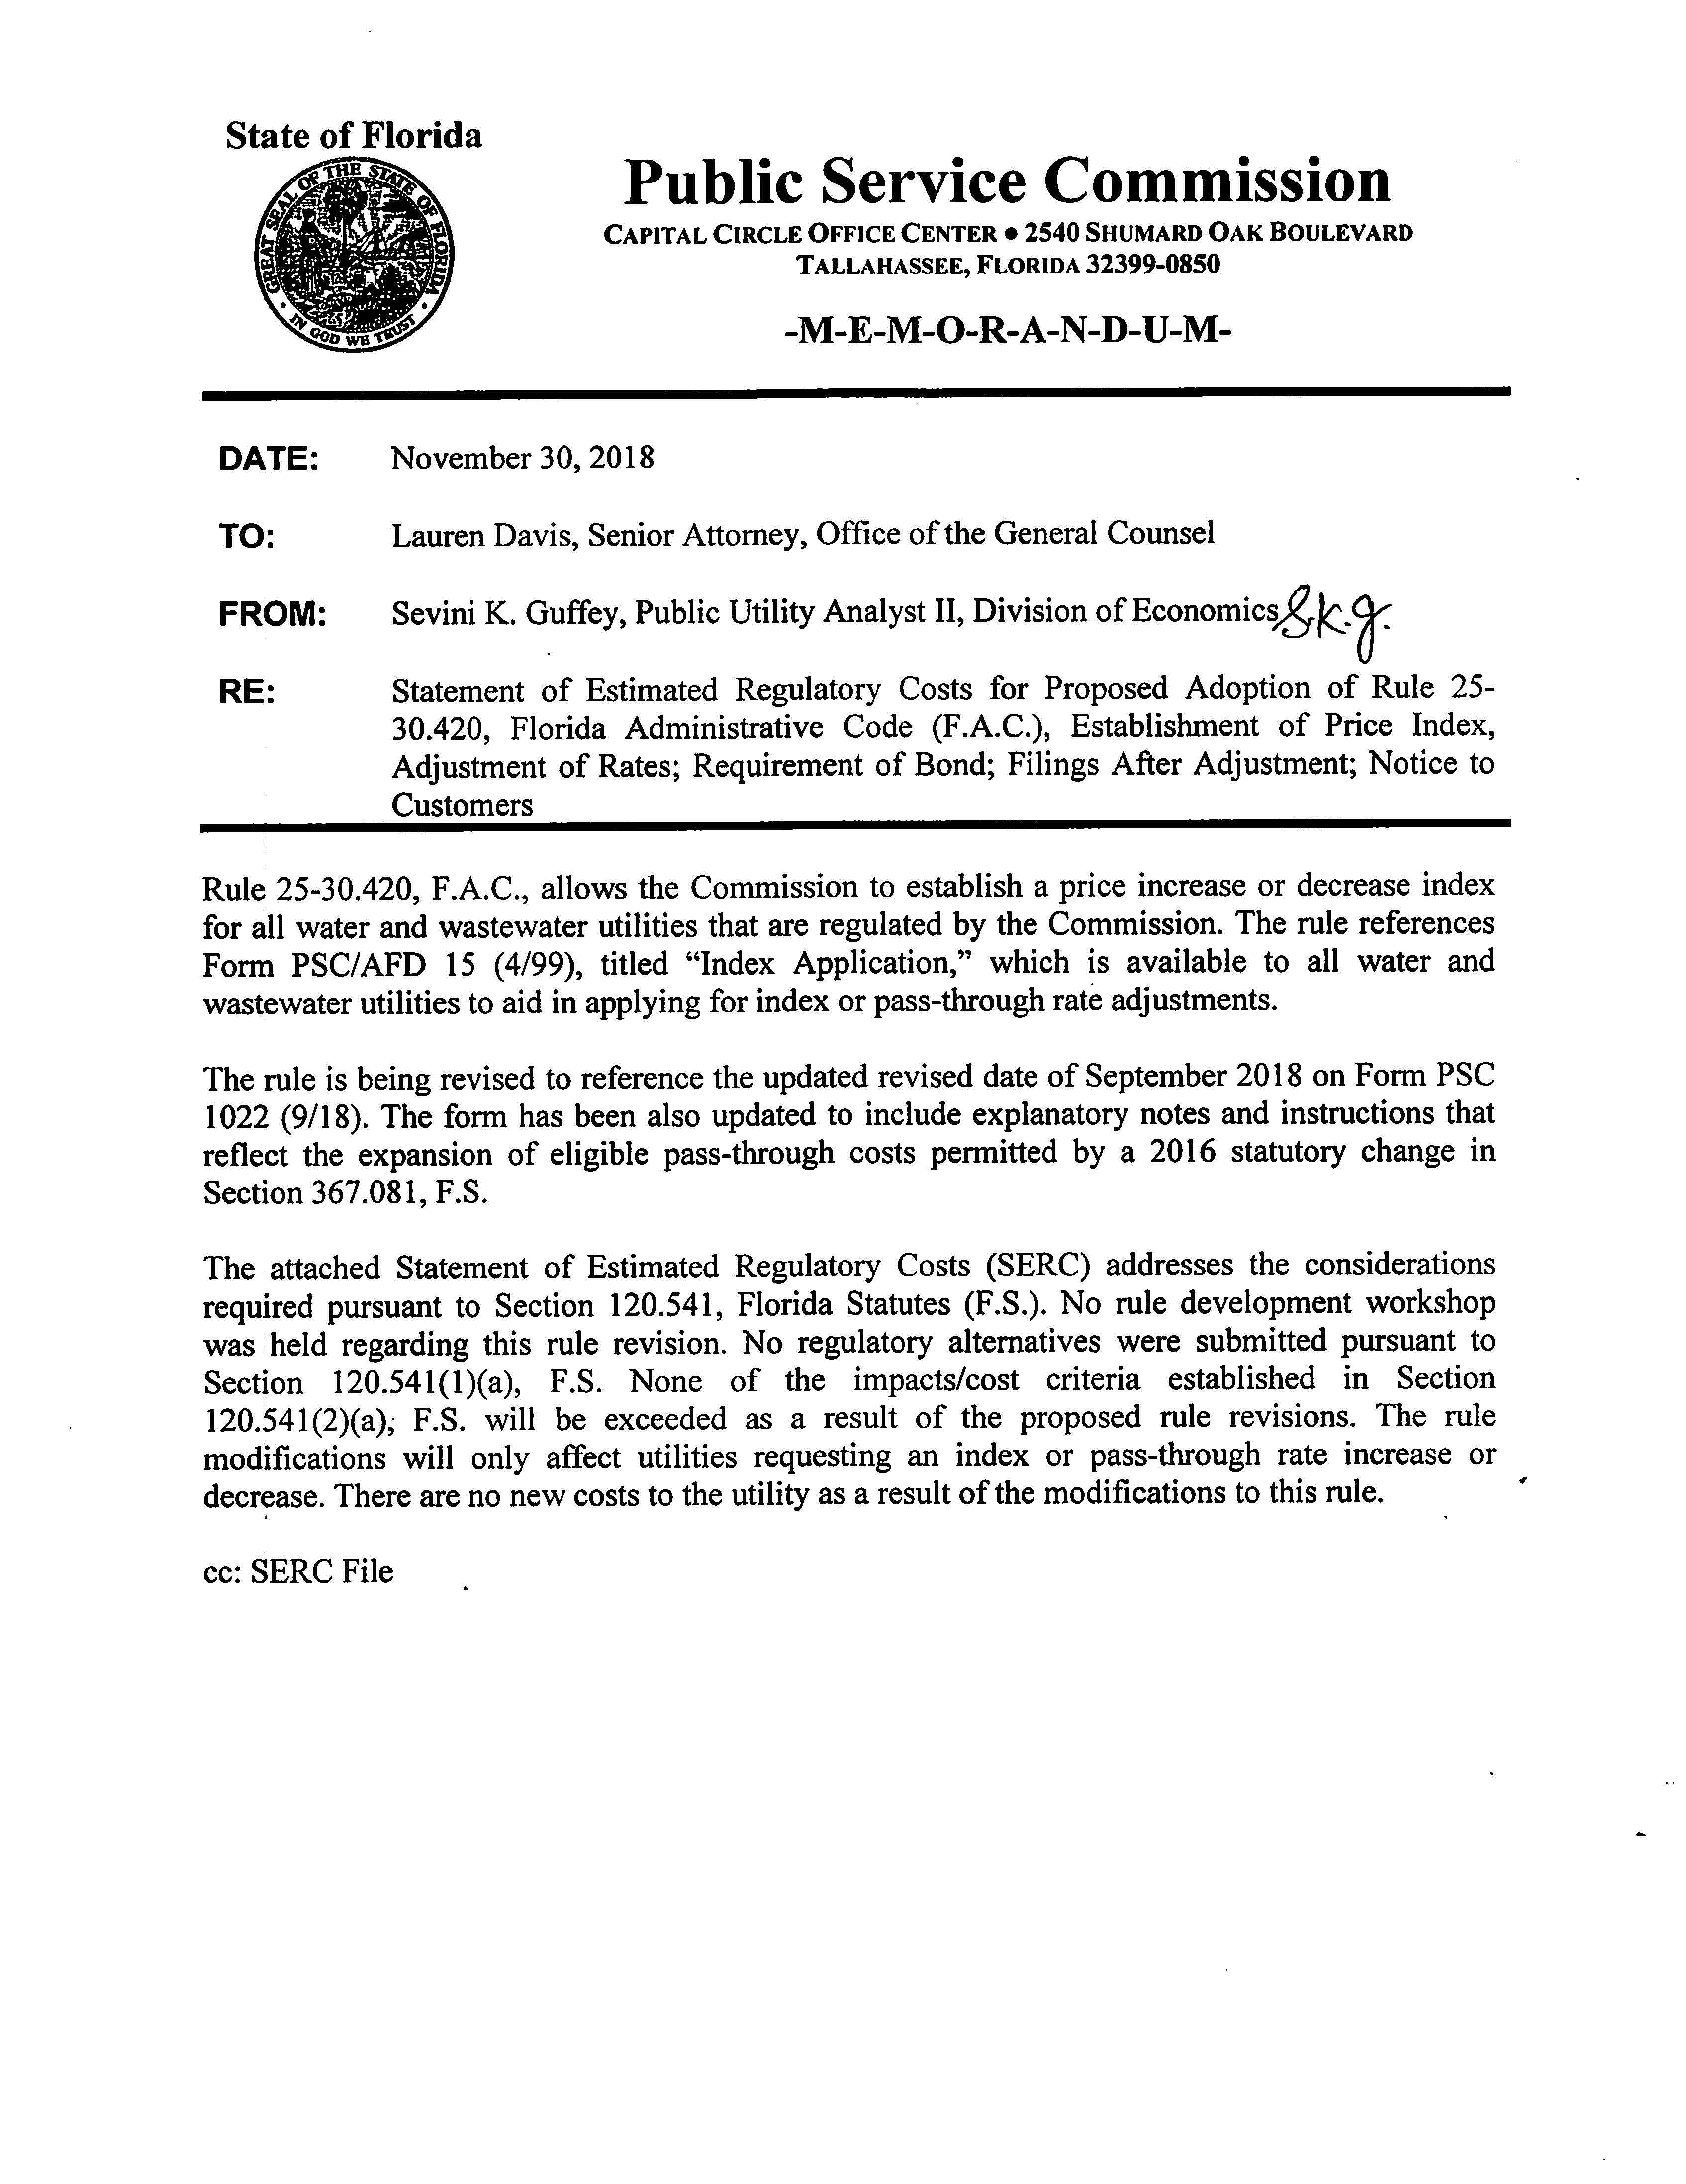 State of Florida
GREAT SEAL OF THE STATE OF FLORIDA
IN GOD WE TRUST
Public Service Commission
CAPITAL CIRCLE OFFICE CENTER ● 2540 SHUMARD OAK BOULEVARD
TALLAHASSEE, FLORIDA 32399-0850
-M-E-M-O-R-A-N-D-U-M-
DATE: November 30, 2018
TO: Lauren Davis, Senior Attorney, Office of the General Counsel
FROM: Sevini K. Guffey, Public Utility Analyst II, Division of Economics S.K.g.
RE: Statement of Estimated Regulatory Costs for Proposed Adoption of Rule 25-
30.420, Florida Administrative Code (F.A.C.), Establishment of Price Index,
Adjustment of Rates; Requirement of Bond; Filings After Adjustment; Notice to
Customers
Rule 25-30.420, F.A.C., allows the Commission to establish a price increase or decrease index
for all water and wastewater utilities that are regulated by the Commission. The rule references
Form PSC/AFD 15 (4/99), titled “Index Application,” which is available to all water and
wastewater utilities to aid in applying for index or pass-through rate adjustments.
The rule is being revised to reference the updated revised date of September 2018 on Form PSC
1022 (9/18). The form has been also updated to include explanatory notes and instructions that
reflect the expansion of eligible pass-through costs permitted by a 2016 statutory change in
Section 367.081, F.S.
The attached Statement of Estimated Regulatory Costs (SERC) addresses the considerations
required pursuant to Section 120.541, Florida Statutes (F.S.). No rule development workshop
was held regarding this rule revision. No regulatory alternatives were submitted pursuant to
Section 120.541(1)(a), F.S. None of the impacts/cost criteria established in Section
120.541(2)(a), F.S. will be exceeded as a result of the proposed rule revisions. The rule
modifications will only affect utilities requesting an index or pass-through rate increase or
decrease. There are no new costs to the utility as a result of the modifications to this rule.
cc: SERC File